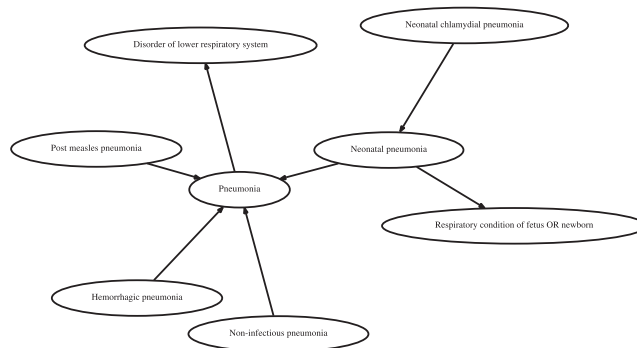 Neonatal chlamydial pneumonia
Disorder of lower respiratory system
Post measles pneumonia
Neonatal pneumonia
Pneumonia
Respiratory condition of fetus OR newborn
Hemorrhagic pneumonia
Non-infectious pneumonia